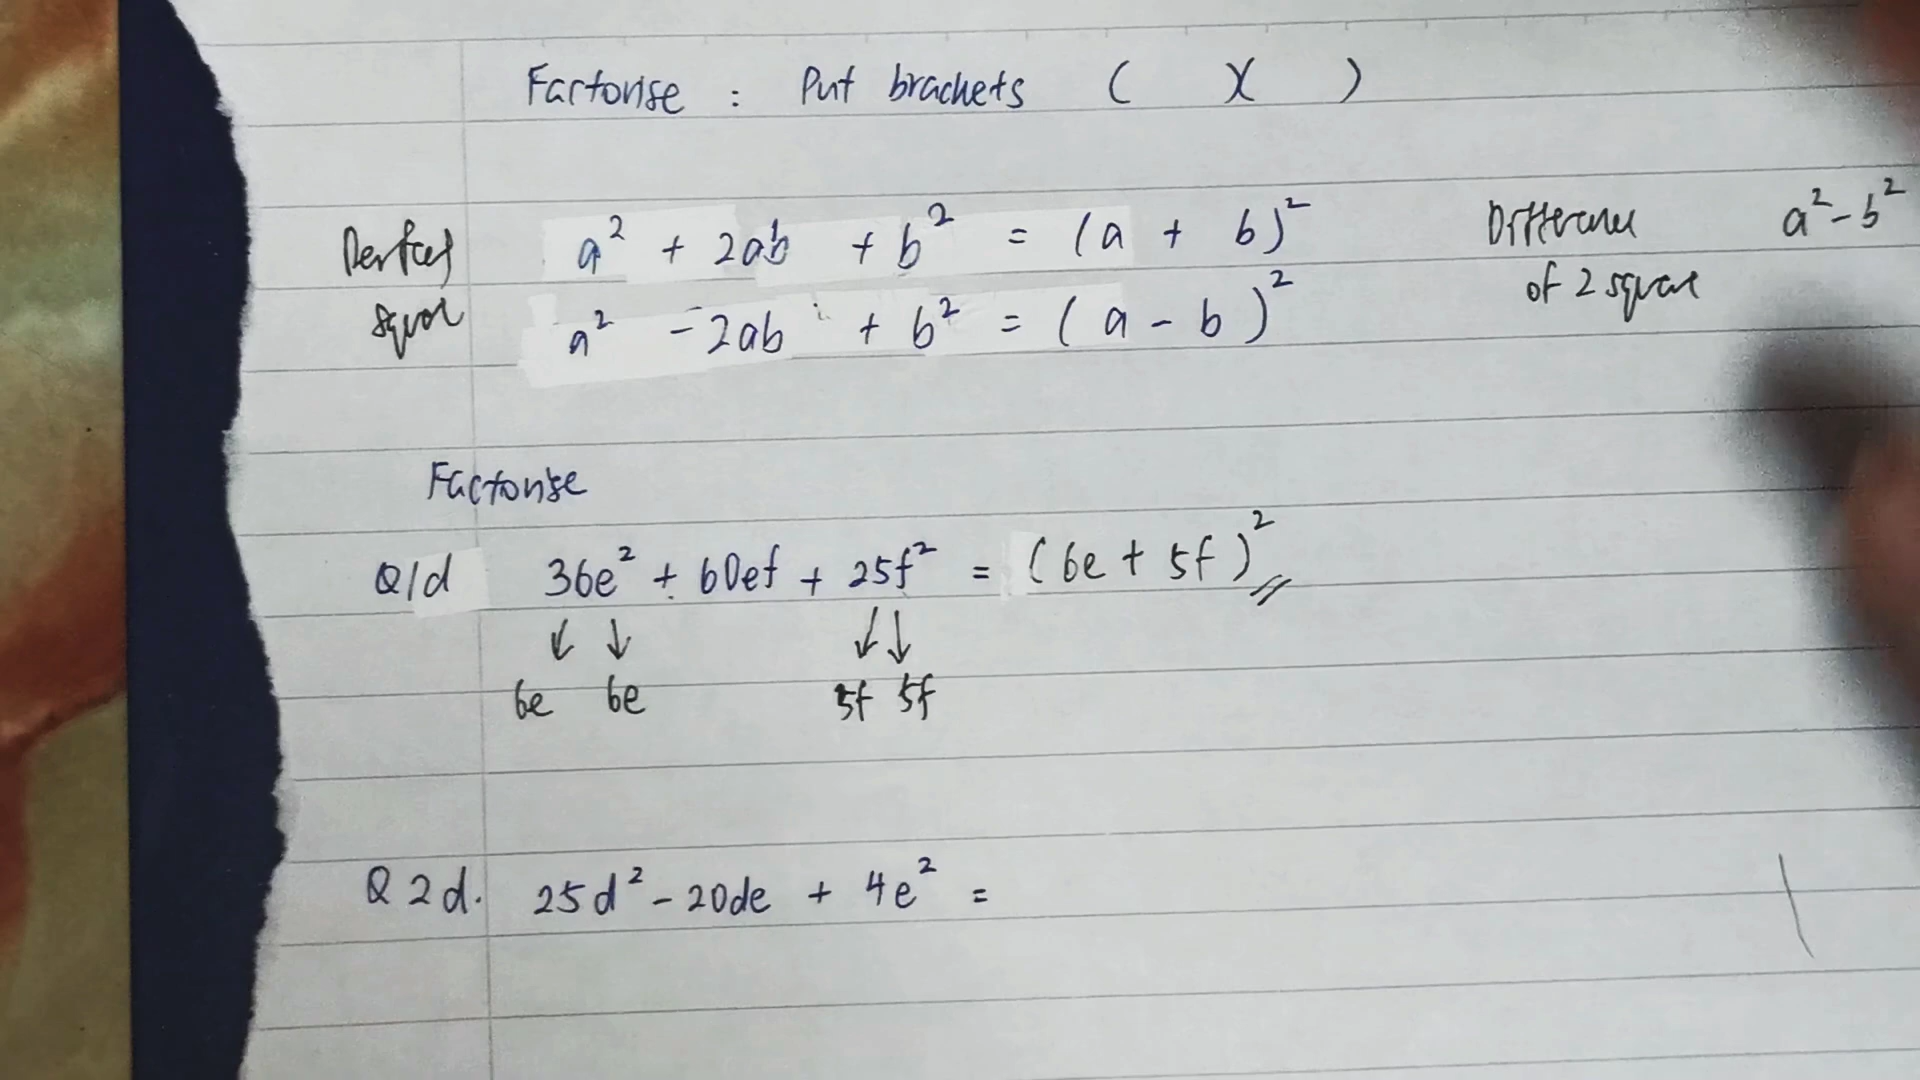 Factorise : Put brackets ( )( )
Perfect a² + 2ab + b² = (a + b)² Difference a²-b²
square a² - 2ab + b² = (a - b)² of 2 square
Factorise
Q1d 36e² + 60ef + 25f² = (6e + 5f)²
↓ ↓ ↓ ↓
6e 6e 5f 5f
Q2d. 25d² - 20de + 4e² =